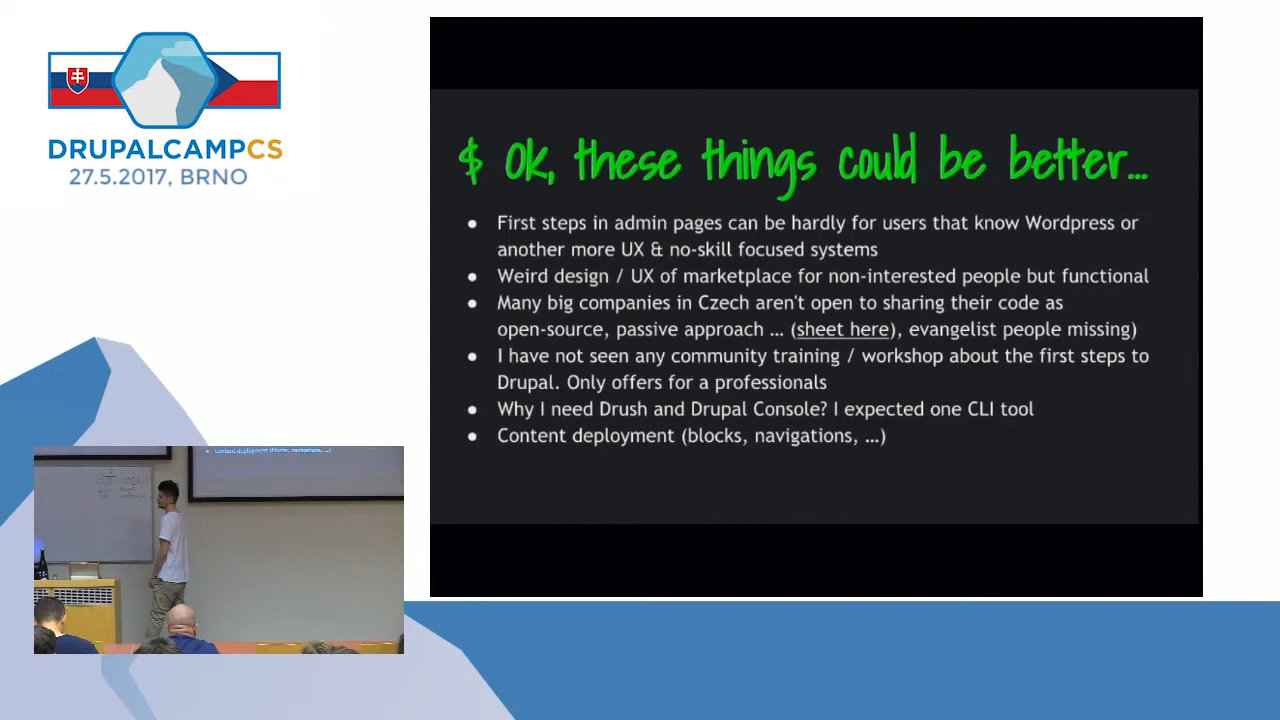 DRUPALCAMPCS
27.5.2017, BRNO
$ Ok, these things could be better...
● First steps in admin pages can be hardly for users that know Wordpress or
another more UX & no-skill focused systems
● Weird design / UX of marketplace for non-interested people but functional
● Many big companies in Czech aren't open to sharing their code as
open-source, passive approach ... (sheet here), evangelist people missing)
● I have not seen any community training / workshop about the first steps to
Drupal. Only offers for a professionals
● Why I need Drush and Drupal Console? I expected one CLI tool
● Content deployment (blocks, navigations, ...)
● Content deployment (blocks, navigations, ...)